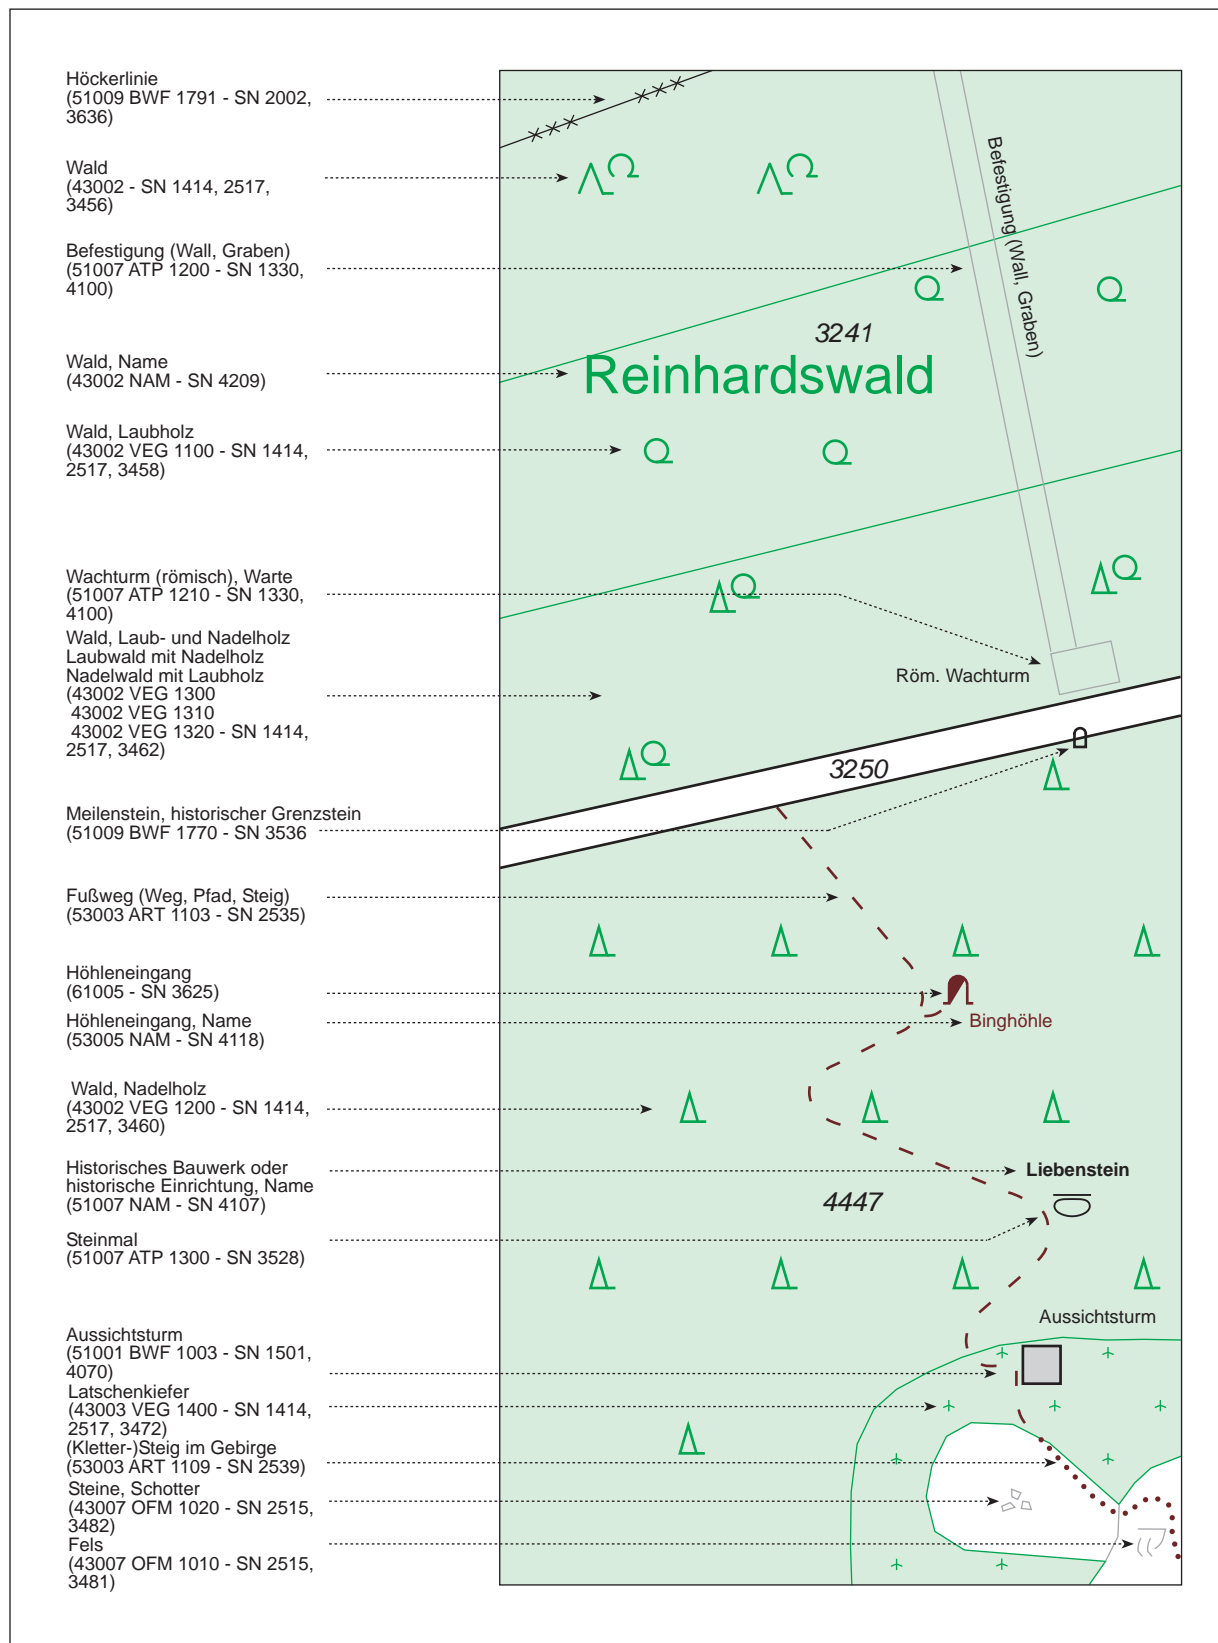 Höckerlinie
(51009 BWF 1791 - SN 2002,
3636)
Wald
(43002 - SN 1414, 2517,
3456)
Befestigung (Wall, Graben)
(51007 ATP 1200 - SN 1330,
4100)
Wald, Name
(43002 NAM - SN 4209)
Wald, Laubholz
(43002 VEG 1100 - SN 1414,
2517, 3458)
Wachturm (römisch), Warte
(51007 ATP 1210 - SN 1330,
4100)
Wald, Laub- und Nadelholz
Laubwald mit Nadelholz
Nadelwald mit Laubholz
(43002 VEG 1300
43002 VEG 1310
43002 VEG 1320 - SN 1414,
2517, 3462)
Meilenstein, historischer Grenzstein
(51009 BWF 1770 - SN 3536
Fußweg (Weg, Pfad, Steig)
(53003 ART 1103 - SN 2535)
Höhleneingang
(61005 - SN 3625)
Höhleneingang, Name
(53005 NAM - SN 4118)
Wald, Nadelholz
(43002 VEG 1200 - SN 1414,
2517, 3460)
Historisches Bauwerk oder
historische Einrichtung, Name
(51007 NAM - SN 4107)
Steinmal
(51007 ATP 1300 - SN 3528)
Aussichtsturm
(51001 BWF 1003 - SN 1501,
4070)
Latschenkiefer
(43003 VEG 1400 - SN 1414,
2517, 3472)
(Kletter-)Steig im Gebirge
(53003 ART 1109 - SN 2539)
Steine, Schotter
(43007 OFM 1020 - SN 2515,
3482)
Fels
(43007 OFM 1010 - SN 2515,
3481)
Befestigung (Wall, Graben)
3241
Reinhardswald
Röm. Wachturm
3250
Binghöhle
Liebenstein
4447
Aussichtsturm